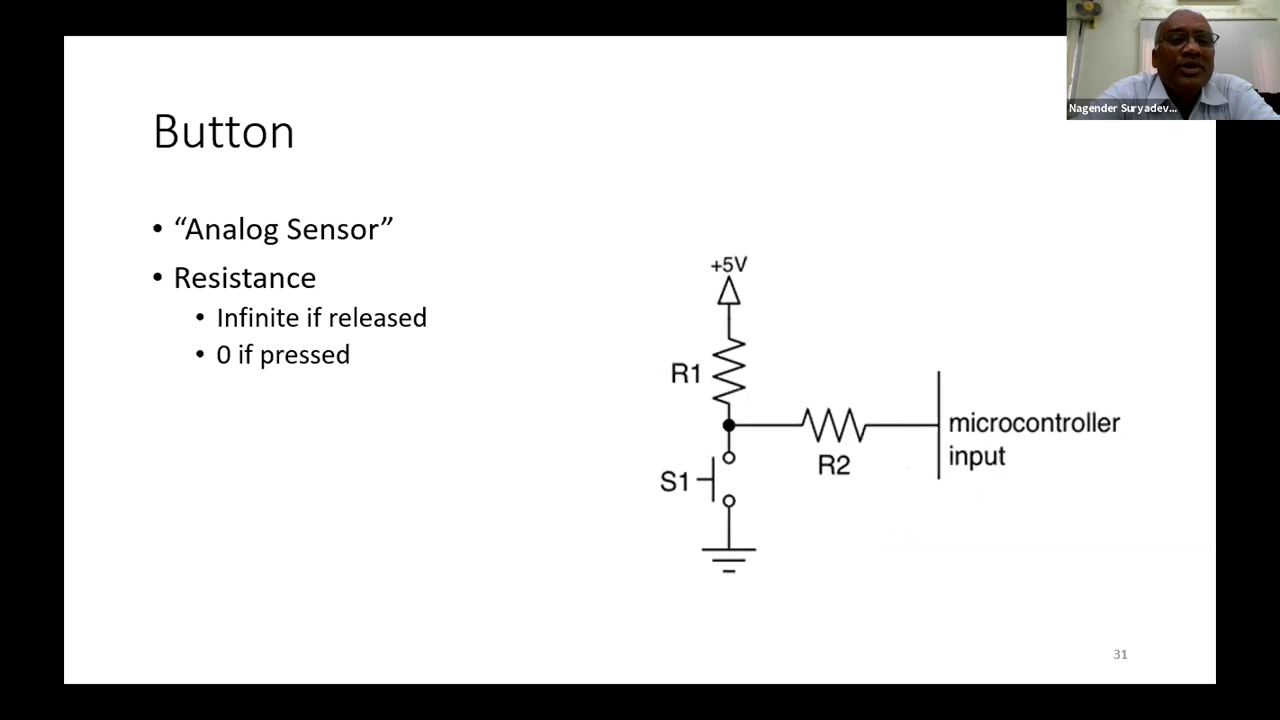 Nagender Suryadev...
Button
• “Analog Sensor”
• Resistance
• Infinite if released
• 0 if pressed
+5V
R1
R2
microcontroller
input
S1
31